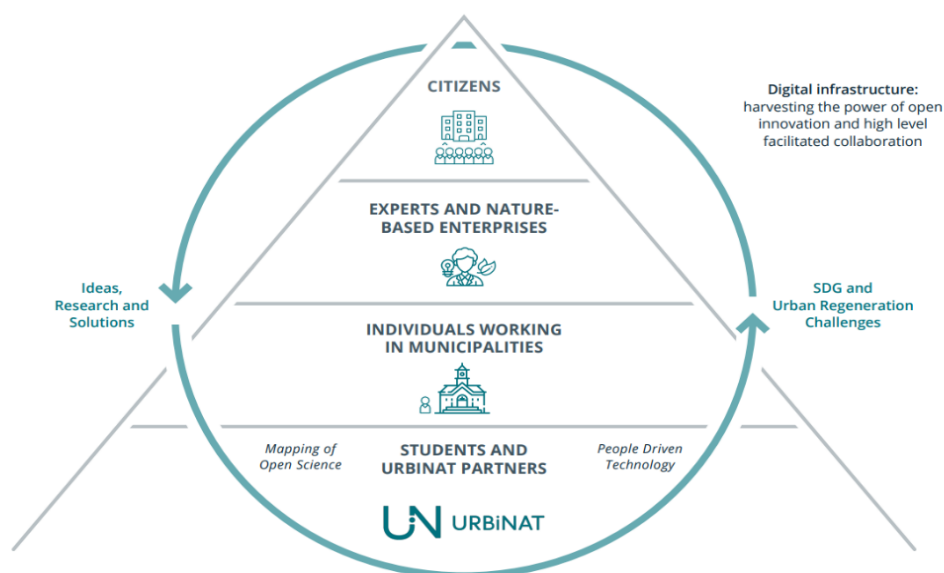 CITIZENS
Digital infrastructure:
harvesting the power of open
innovation and high level
facilitated collaboration
EXPERTS AND NATURE-
BASED ENTERPRISES
Ideas,
Research and
Solutions
SDG and
Urban Regeneration
Challenges
INDIVIDUALS WORKING
IN MUNICIPALITIES
Mapping of
Open Science
STUDENTS AND
URBINAT PARTNERS
People Driven
Technology
UN URBiNAT